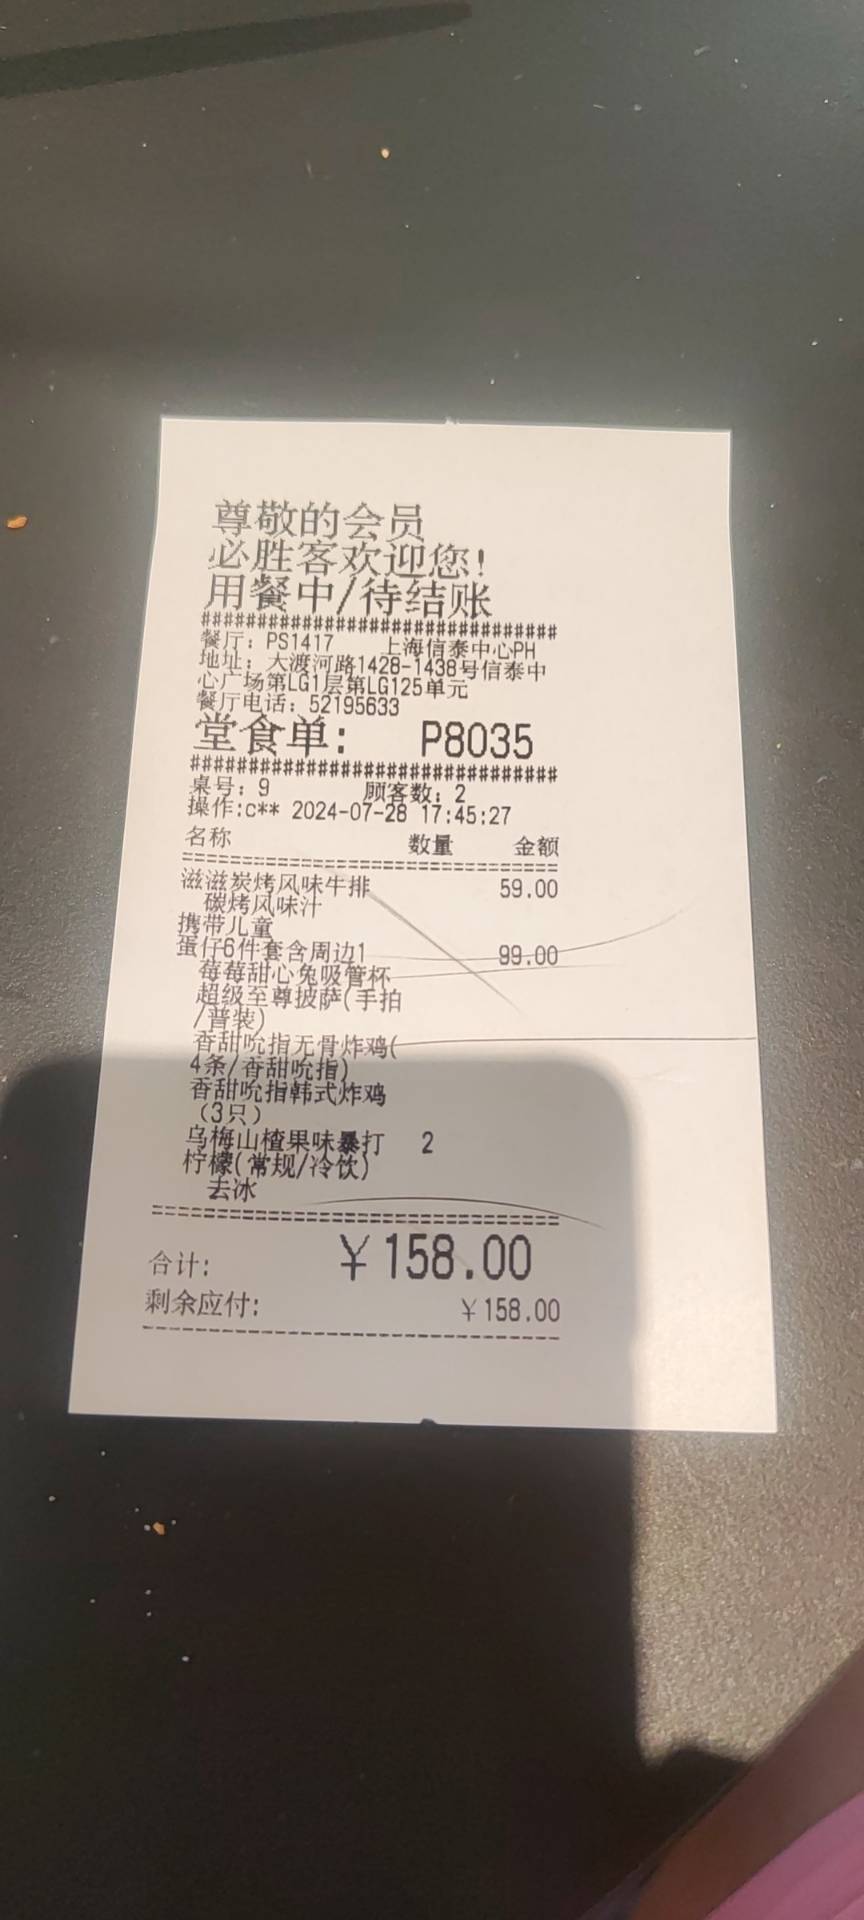 尊敬的会员
必胜客欢迎您!
用餐中/待结账
################################
餐厅: PS1417 上海信泰中心PH
地址: 大渡河路1428-1438号信泰中
心广场第LG1层第LG125单元
餐厅电话: 52195633
堂食单: P8035
################################
桌号: 9 顾客数: 2
操作:c** 2024-07-28 17:45:27
名称 数量 金额
================================
滋滋炭烤风味牛排 59.00
碳烤风味汁
携带儿童
蛋仔6件套含周边1 99.00
莓莓甜心兔吸管杯
超级至尊披萨(手拍
/普装)
香甜吮指无骨炸鸡(
4条/香甜吮指)
香甜吮指韩式炸鸡
(3只)
乌梅山楂果味暴打 2
柠檬(常规/冷饮)
去冰
================================
合计: ￥158.00
剩余应付: ￥158.00
--------------------------------